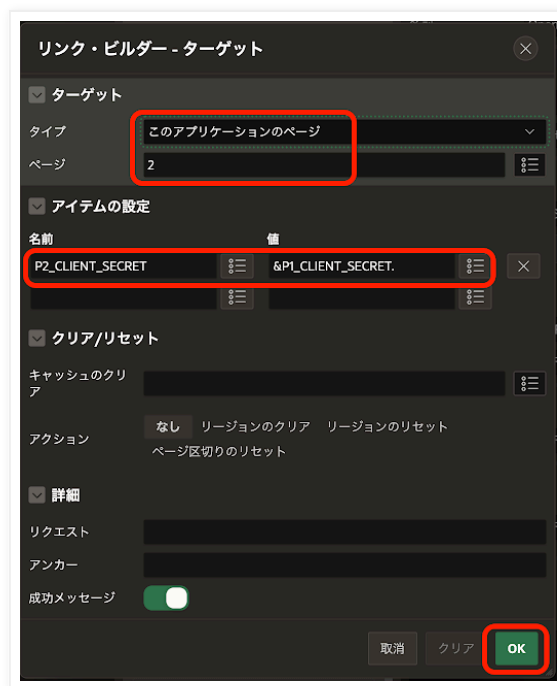 リンク・ビルダー - ターゲット
ターゲット
タイプ このアプリケーションのページ
ページ 2
アイテムの設定
名前 値
P2_CLIENT_SECRET &P1_CLIENT_SECRET.
クリア/リセット
キャッシュのクリ
ア
アクション なし リージョンのクリア リージョンのリセット
ページ区切りのリセット
詳細
リクエスト
アンカー
成功メッセージ
取消 クリア OK